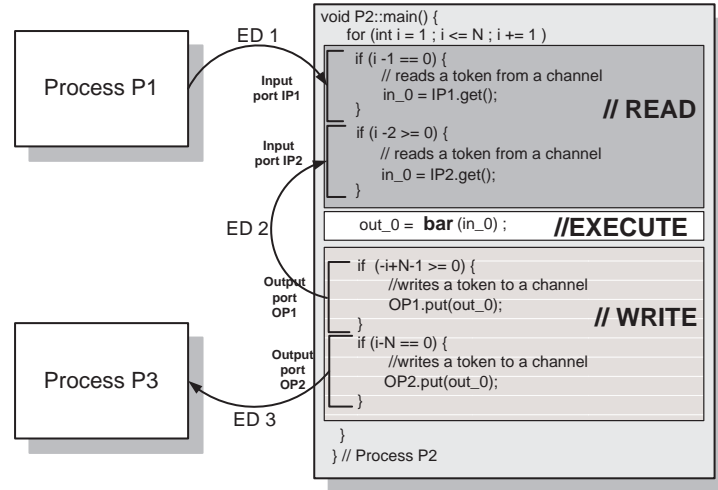 void P2::main() {
for (int i = 1 ; i <= N ; i += 1 )
ED 1
Process P1
Input
port IP1
if (i -1 == 0) {
// reads a token from a channel
in_0 = IP1.get();
}
// READ
Input
port IP2
if (i -2 >= 0) {
// reads a token from a channel
in_0 = IP2.get();
}
ED 2
out_0 = bar (in_0) ; //EXECUTE
Output
port
OP1
if (-i+N-1 >= 0) {
//writes a token to a channel
OP1.put(out_0);
}
// WRITE
Output
port
OP2
if (i-N == 0) {
//writes a token to a channel
OP2.put(out_0);
}
Process P3
ED 3
}
} // Process P2